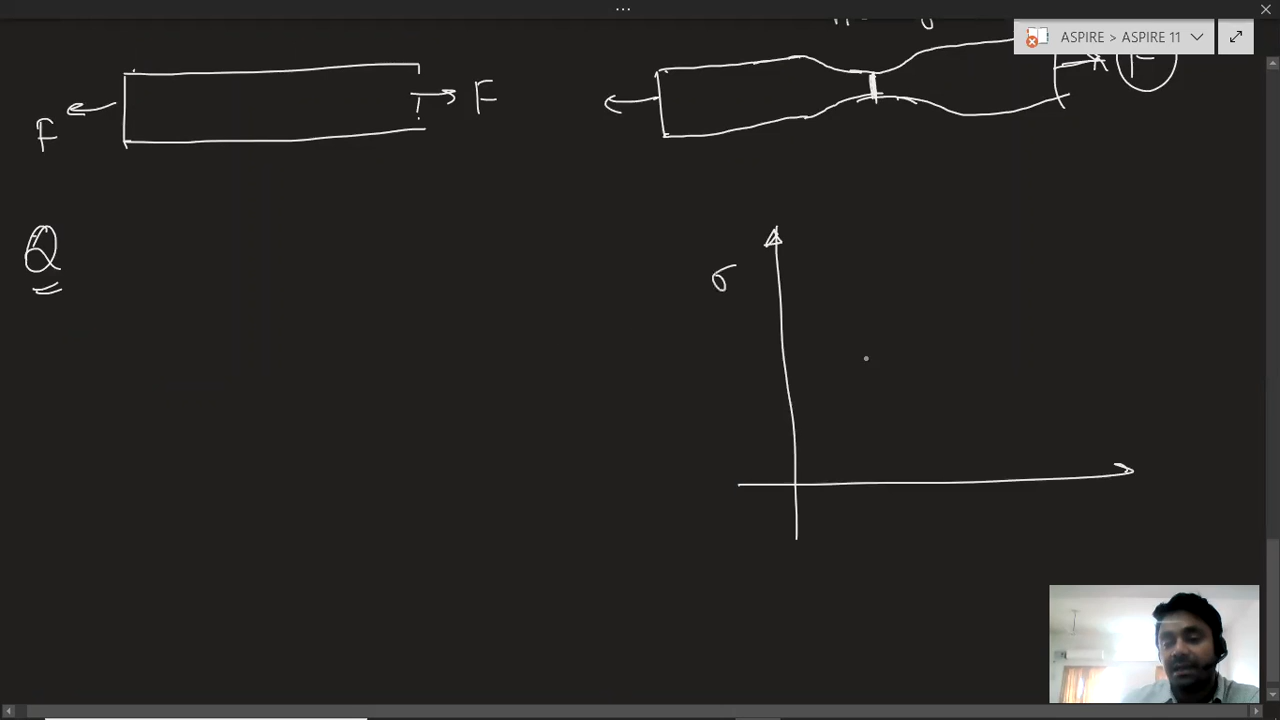 ASPIRE > ASPIRE 11
F
F
F
Q
σ